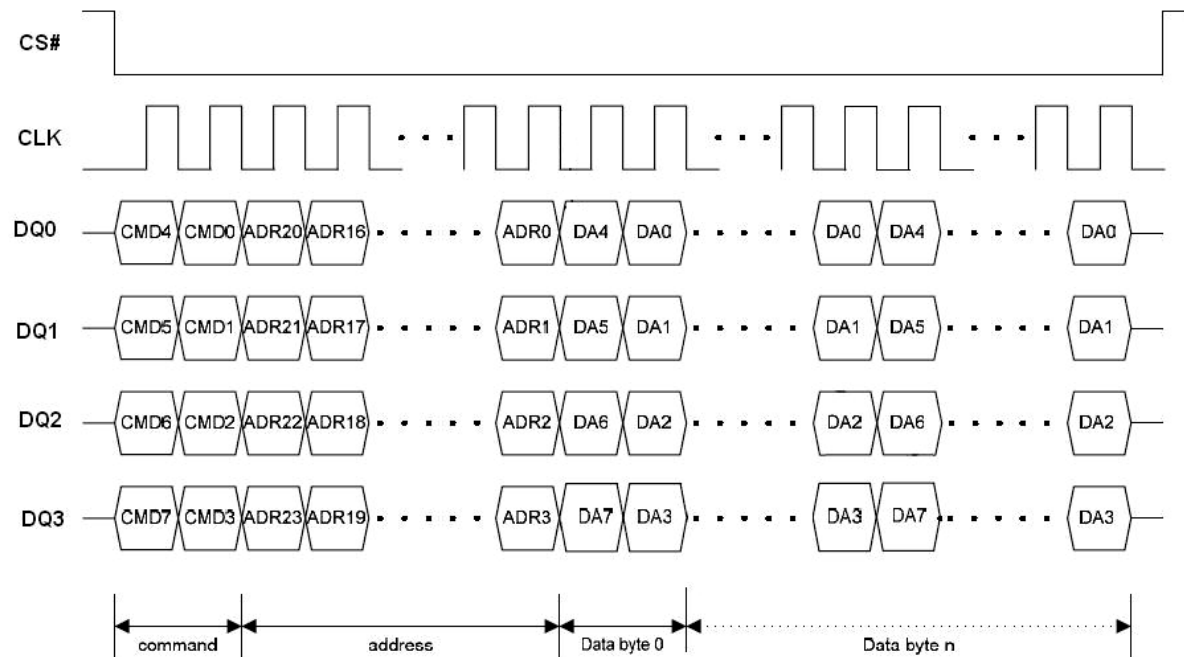 CS#
CLK
DQ0 CMD4 CMD0 ADR20 ADR16 ADR0 DA4 DA0 DA0 DA4 DA0
DQ1 CMD5 CMD1 ADR21 ADR17 ADR1 DA5 DA1 DA1 DA5 DA1
DQ2 CMD6 CMD2 ADR22 ADR18 ADR2 DA6 DA2 DA2 DA6 DA2
DQ3 CMD7 CMD3 ADR23 ADR19 ADR3 DA7 DA3 DA3 DA7 DA3
command address Data byte 0 Data byte n